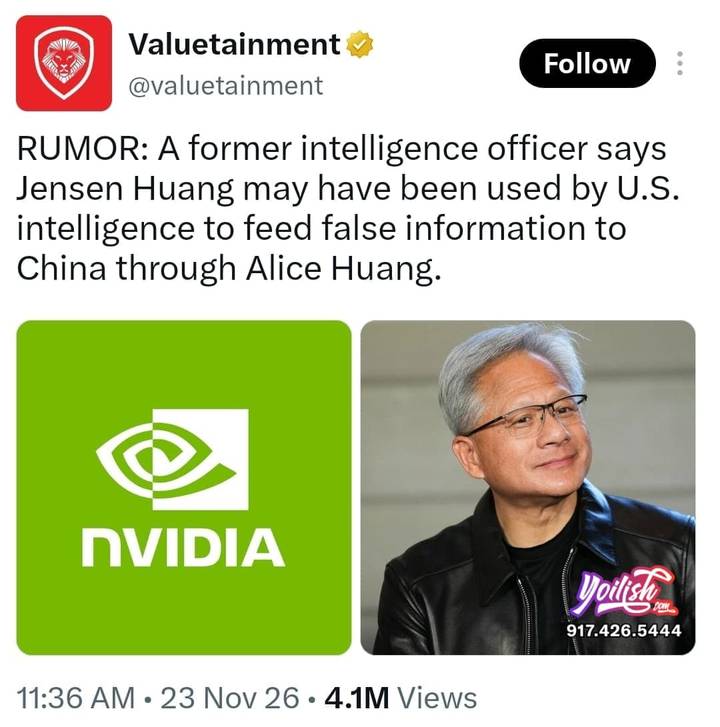 Valuetainment
@valuetainment
Follow
RUMOR: A former intelligence officer says
Jensen Huang may have been used by U.S.
intelligence to feed false information to
China through Alice Huang.
NVIDIA
Yoilish
.com
917.426.5444
11:36 AM • 23 Nov 26 • 4.1M Views